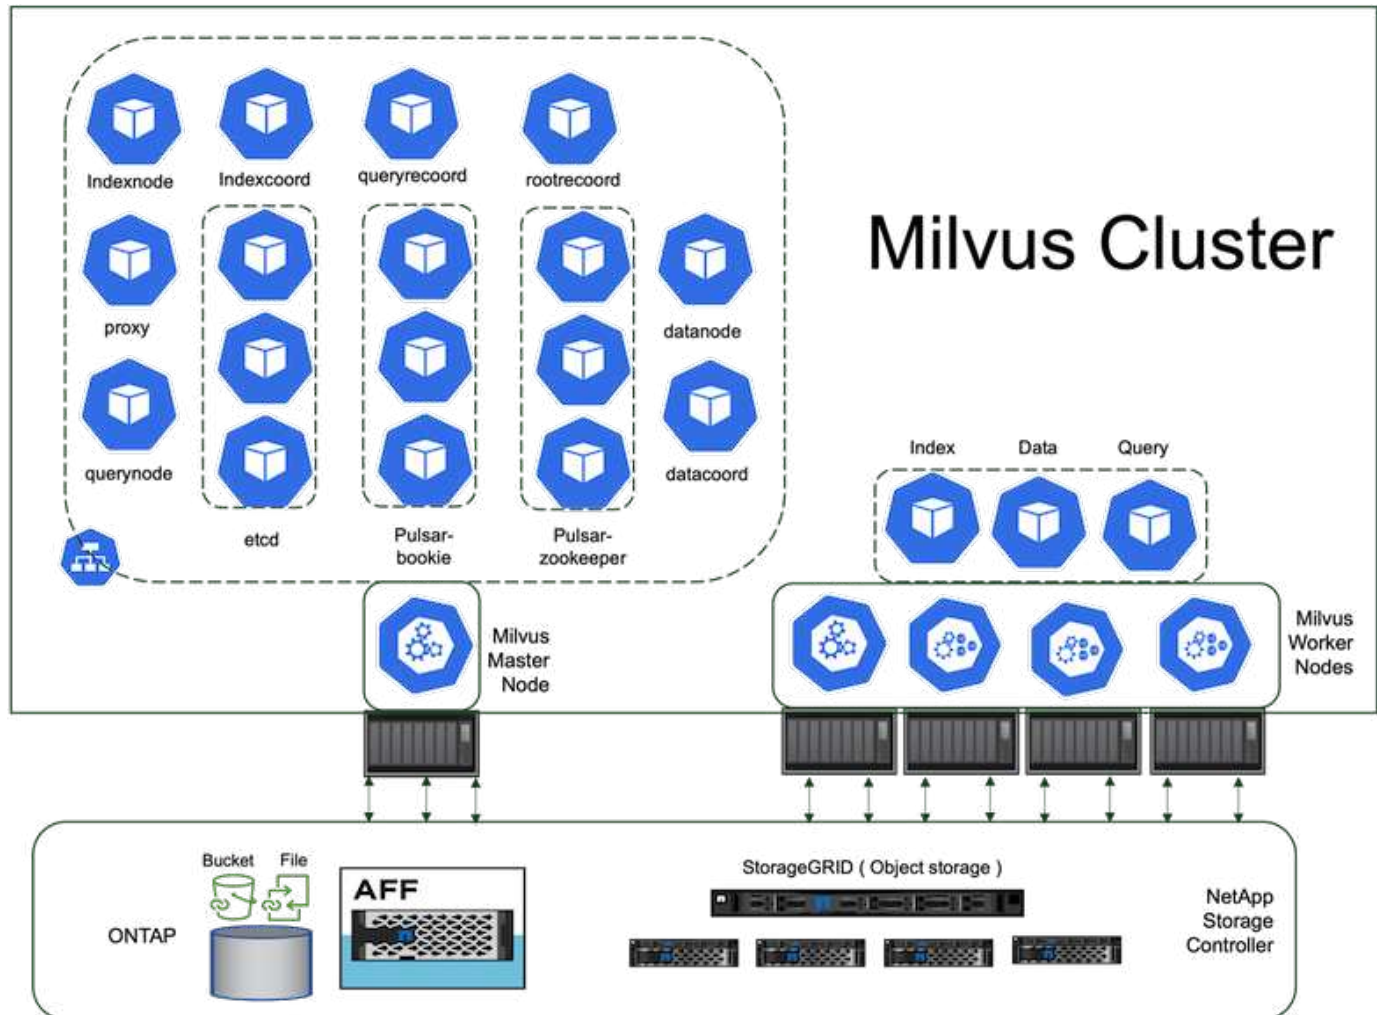 Indexnode
Indexcoord
queryrecoord
rootrecoord
Milvus Cluster
proxy
datanode
querynode
datacoord
etcd
Pulsar-
bookie
Pulsar-
zookeeper
Index
Data
Query
Milvus
Master
Node
Milvus
Worker
Nodes
Bucket
File
ONTAP
AFF
StorageGRID ( Object storage )
NetApp
Storage
Controller